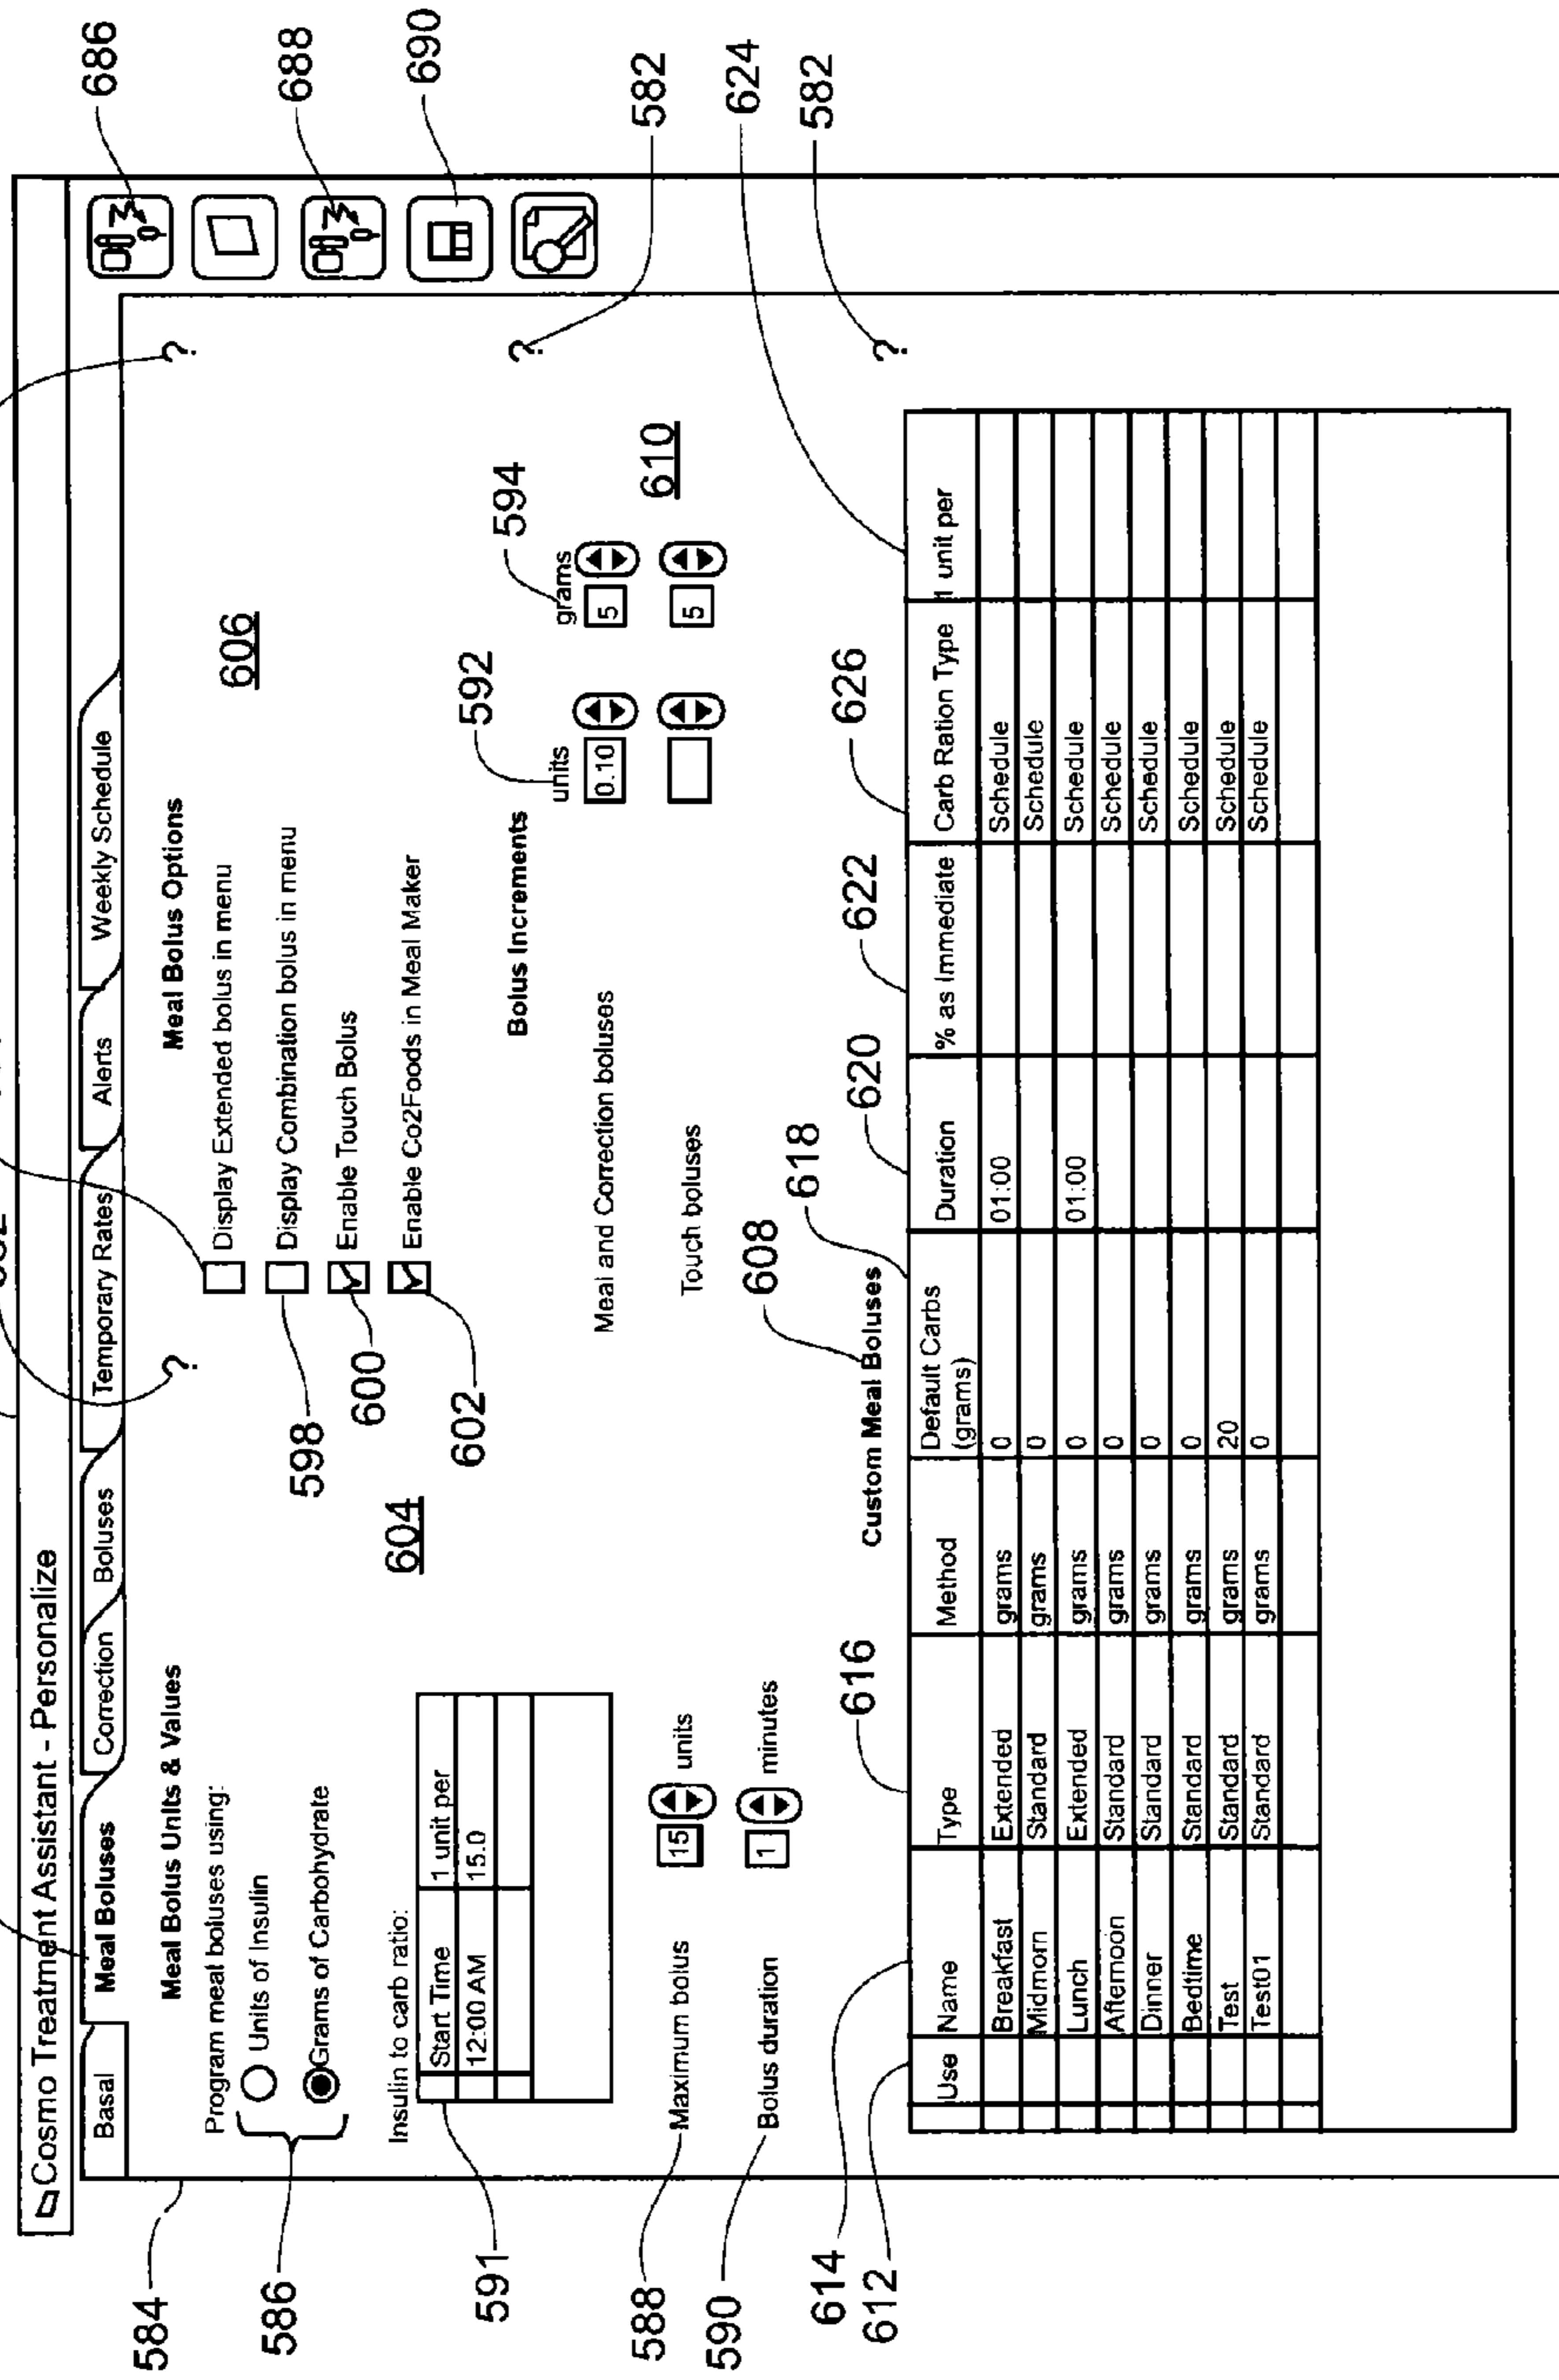 Cosmo Treatment Assistant - Personalize
Basal
Meal Boluses
Correction
Boluses
Temporary Rates
Alerts
Weekly Schedule
686
688
690
584
Meal Bolus Units & Values
?
Meal Bolus Options
?
Program meal boluses using:
586
Units of Insulin
Grams of Carbohydrate
Display Extended bolus in menu
598
Display Combination bolus in menu
600
Enable Touch Bolus
602
Enable Co2Foods in Meal Maker
604
606
591
Insulin to carb ratio:
Start Time 1 unit per
12:00 AM 15.0
588
Maximum bolus 15 units
590
Bolus duration 1 minutes
Bolus Increments
?
582
592
594
units grams
Meal and Correction boluses 0.10 5
Touch boluses 5
610
608
Custom Meal Boluses
?
582
614
612
616
618
620
622
626
624
Use Name Type Method Default Carbs (grams) Duration % as Immediate Carb Ration Type 1 unit per
Breakfast Extended grams 0 01:00 Schedule
Midmorn Standard grams 0 Schedule
Lunch Extended grams 0 01:00 Schedule
Afternoon Standard grams 0 Schedule
Dinner Standard grams 0 Schedule
Bedtime Standard grams 0 Schedule
Test Standard grams 20 Schedule
Test01 Standard grams 0 Schedule